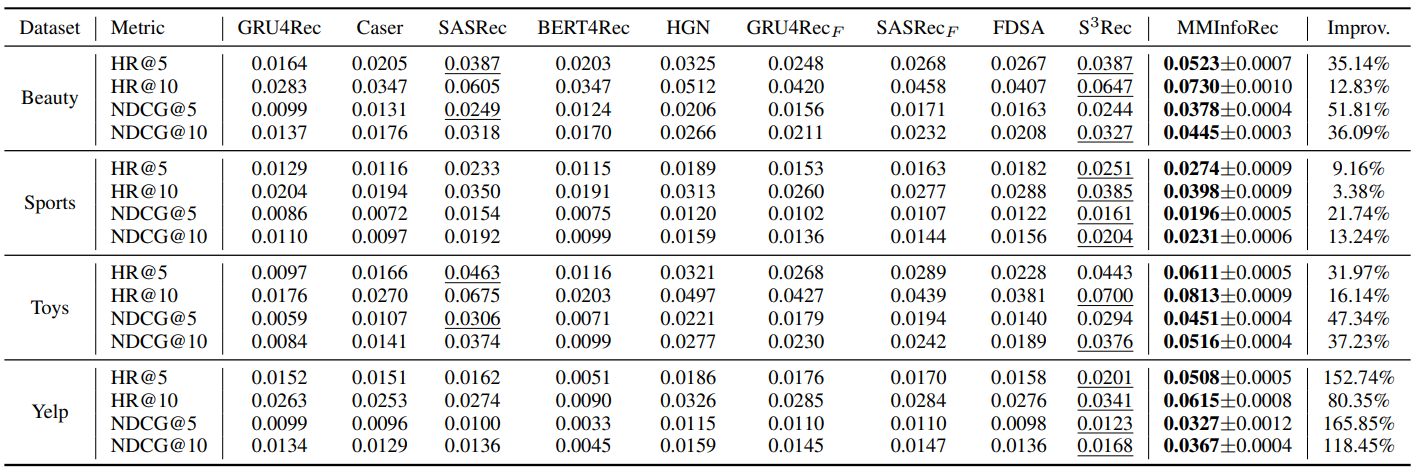 Dataset Metric GRU4Rec Caser SASRec BERT4Rec HGN GRU4Rec_F SASRec_F FDSA S³Rec MMInfoRec Improv.
Beauty HR@5 0.0164 0.0205 0.0387 0.0203 0.0325 0.0248 0.0268 0.0267 0.0387 0.0523±0.0007 35.14%
HR@10 0.0283 0.0347 0.0605 0.0347 0.0512 0.0420 0.0458 0.0407 0.0647 0.0730±0.0010 12.83%
NDCG@5 0.0099 0.0131 0.0249 0.0124 0.0206 0.0156 0.0171 0.0163 0.0244 0.0378±0.0004 51.81%
NDCG@10 0.0137 0.0176 0.0318 0.0170 0.0266 0.0211 0.0232 0.0208 0.0327 0.0445±0.0003 36.09%
Sports HR@5 0.0129 0.0116 0.0233 0.0115 0.0189 0.0153 0.0163 0.0182 0.0251 0.0274±0.0009 9.16%
HR@10 0.0204 0.0194 0.0350 0.0191 0.0313 0.0260 0.0277 0.0288 0.0385 0.0398±0.0009 3.38%
NDCG@5 0.0086 0.0072 0.0154 0.0075 0.0120 0.0102 0.0107 0.0122 0.0161 0.0196±0.0005 21.74%
NDCG@10 0.0110 0.0097 0.0192 0.0099 0.0159 0.0136 0.0144 0.0156 0.0204 0.0231±0.0006 13.24%
Toys HR@5 0.0097 0.0166 0.0463 0.0116 0.0321 0.0268 0.0289 0.0228 0.0443 0.0611±0.0005 31.97%
HR@10 0.0176 0.0270 0.0675 0.0203 0.0497 0.0427 0.0439 0.0381 0.0700 0.0813±0.0009 16.14%
NDCG@5 0.0059 0.0107 0.0306 0.0071 0.0221 0.0179 0.0194 0.0140 0.0294 0.0451±0.0004 47.34%
NDCG@10 0.0084 0.0141 0.0374 0.0099 0.0277 0.0230 0.0242 0.0189 0.0376 0.0516±0.0004 37.23%
Yelp HR@5 0.0152 0.0151 0.0162 0.0051 0.0186 0.0176 0.0170 0.0158 0.0201 0.0508±0.0005 152.74%
HR@10 0.0263 0.0253 0.0274 0.0090 0.0326 0.0285 0.0284 0.0276 0.0341 0.0615±0.0008 80.35%
NDCG@5 0.0099 0.0096 0.0100 0.0033 0.0115 0.0110 0.0110 0.0098 0.0123 0.0327±0.0012 165.85%
NDCG@10 0.0134 0.0129 0.0136 0.0045 0.0159 0.0145 0.0147 0.0136 0.0168 0.0367±0.0004 118.45%